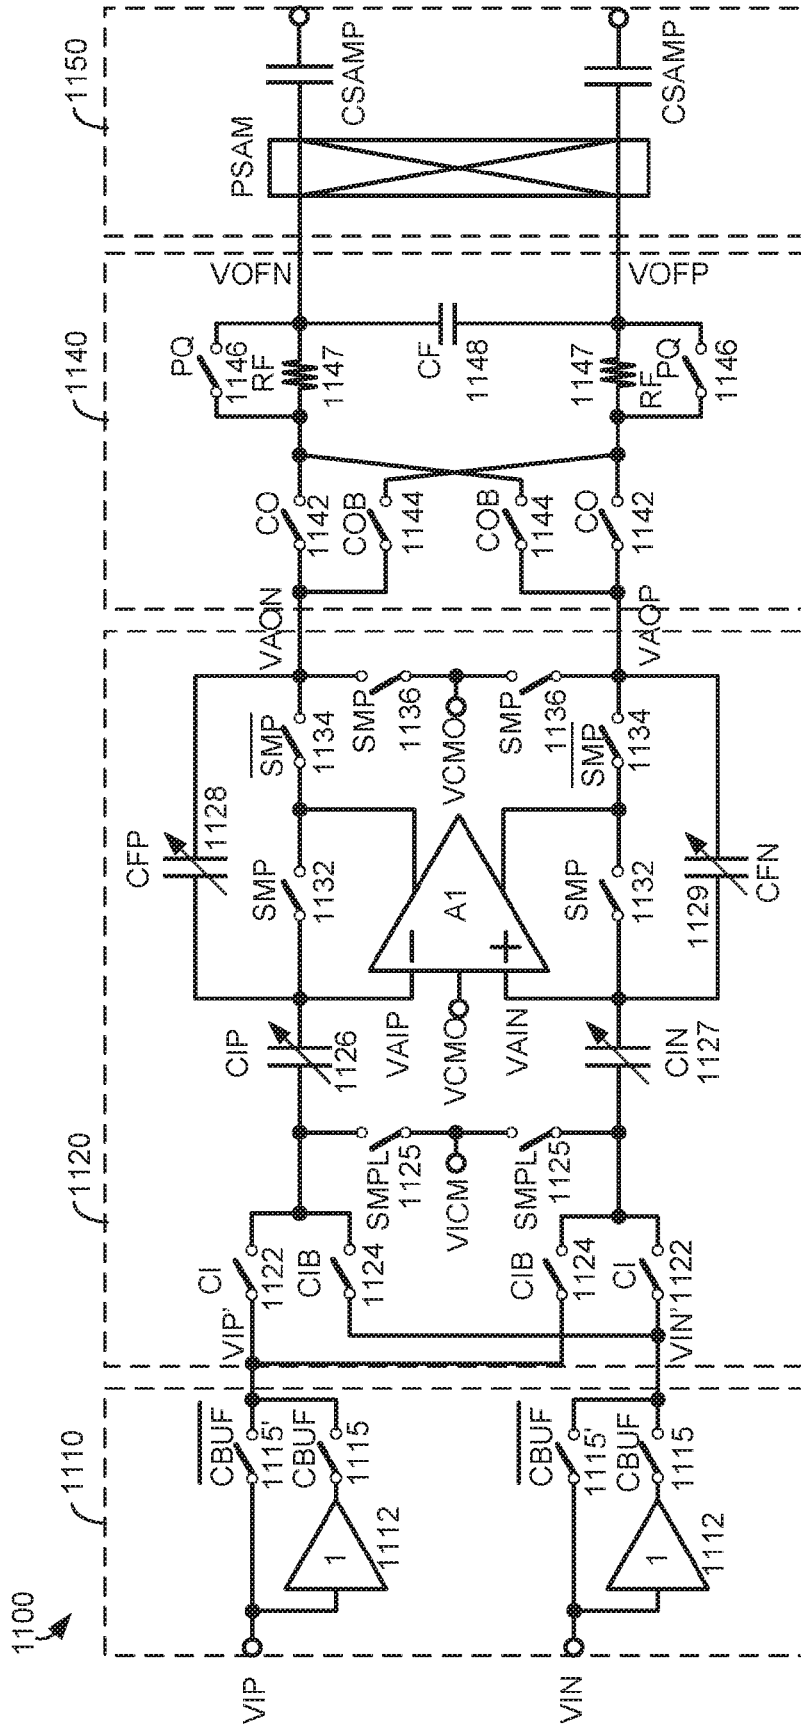 1100
1110
1120
1140
1150
VIP
VIN
1
1112
1
1112
CBUF
1115'
CBUF
1115
CBUF
1115'
CBUF
1115
VIP'
VIN'
CI
1122
CIB
1124
CIB
1124
CI
1122
SMPL
1125
VICM
SMPL
1125
CIP
1126
CIN
1127
VAIP
VCMO
VAIN
A1
CFP
1128
SMP
1132
SMP
1134
SMP
1136
VCMO
SMP
1136
SMP
1132
SMP
1134
1129
CFN
VAON
VAOP
CO
1142
COB
1144
COB
1144
CO
1142
PQ
1146
RF
1147
CF
1148
1147
RF
PQ
1146
VOFN
VOFP
PSAM
CSAMP
CSAMP